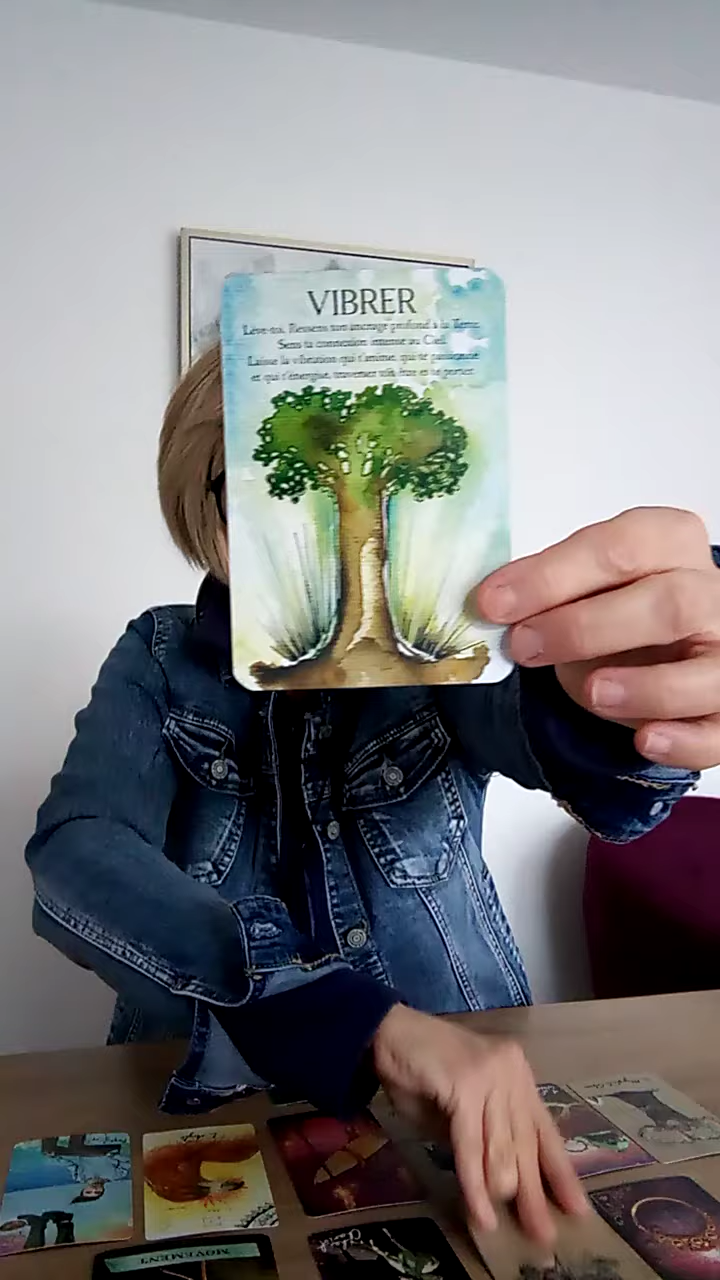 VIBRER
Lève-toi. Ressens ton ancrage profond à la Terre.
Sens ta connexion intense au Ciel.
Laisse la vibration qui t'anime, qui te passionne
et qui t'énergise, traverser ton être et te porter.
MOVEMENT